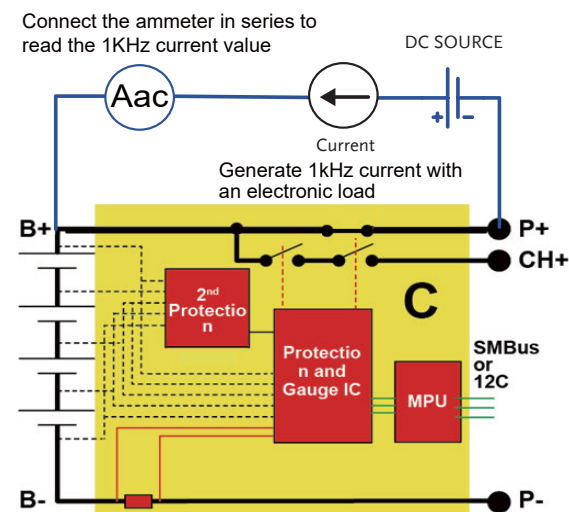 Connect the ammeter in series to
read the 1KHz current value
DC SOURCE
Aac
+ -
Current
Generate 1kHz current with
an electronic load
B+
P+
CH+
C
2nd
Protectio
n
Protectio
n and
Gauge IC
MPU
SMBus
or
12C
B-
P-